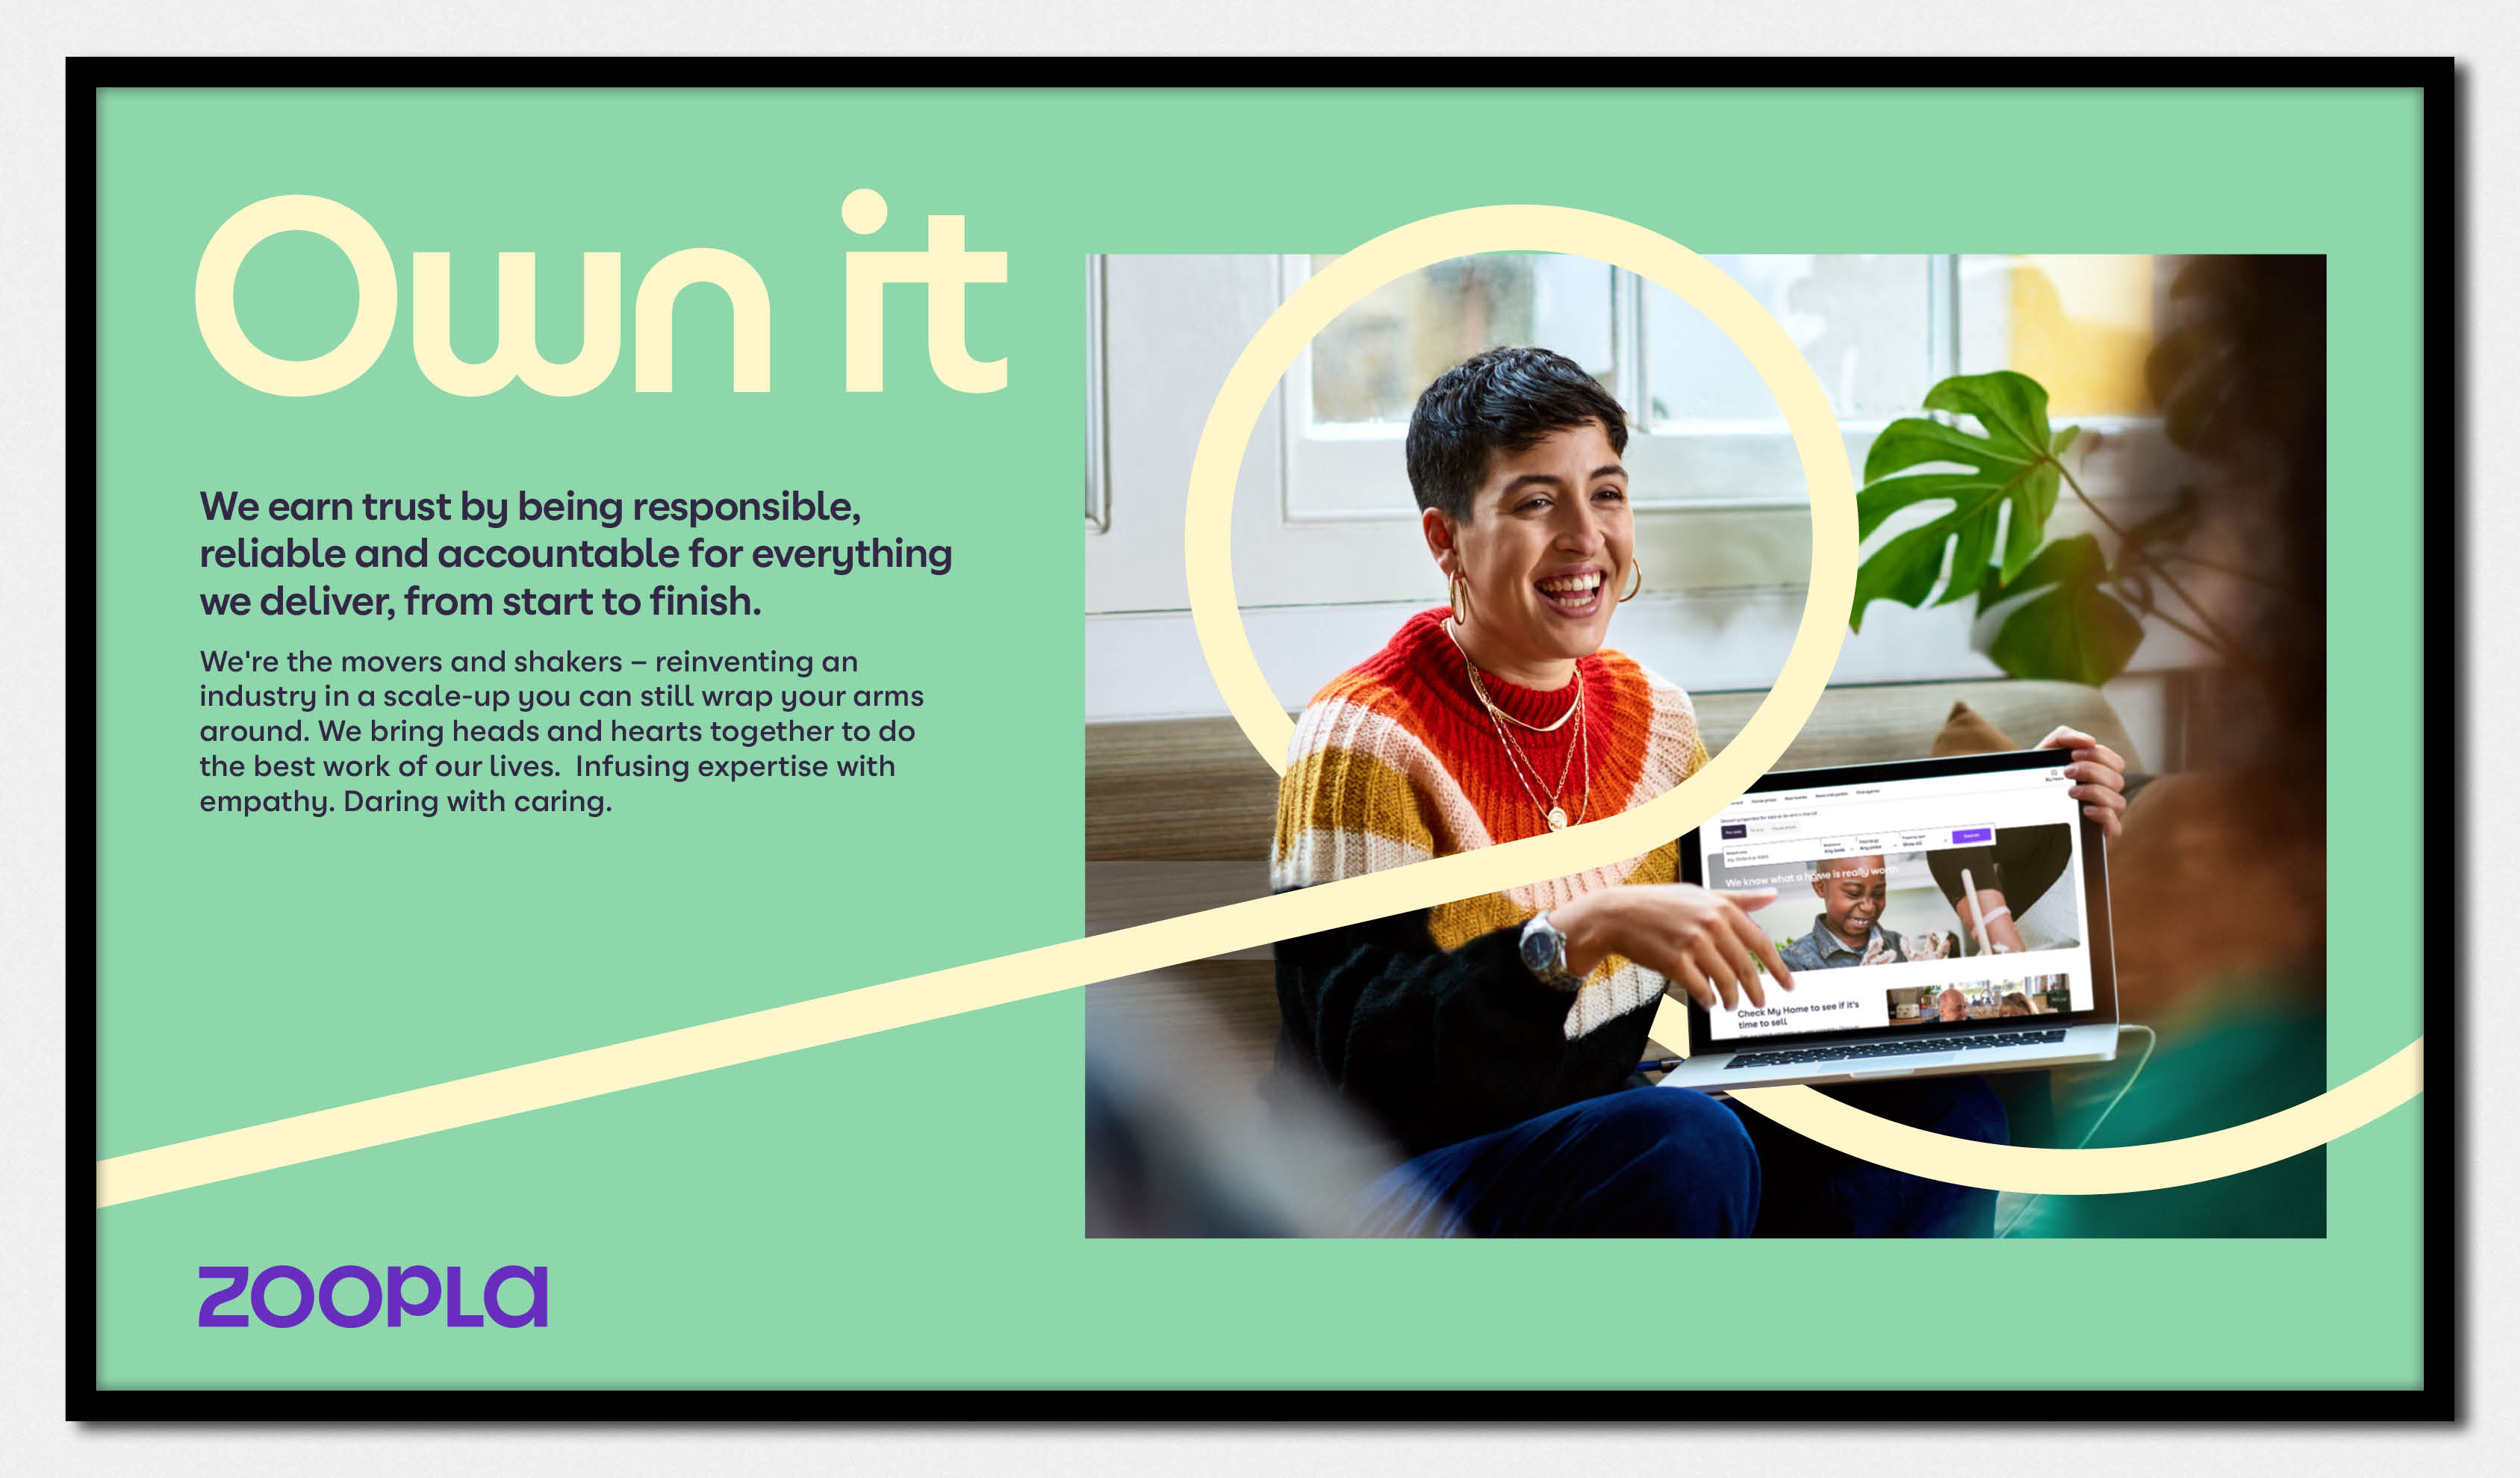 Own it
We earn trust by being responsible,
reliable and accountable for everything
we deliver, from start to finish.
We're the movers and shakers – reinventing an
industry in a scale-up you can still wrap your arms
around. We bring heads and hearts together to do
the best work of our lives.  Infusing expertise with
empathy. Daring with caring.
We know what a home is really worth
Check My Home to see if it's
time to sell
ZOOPLA